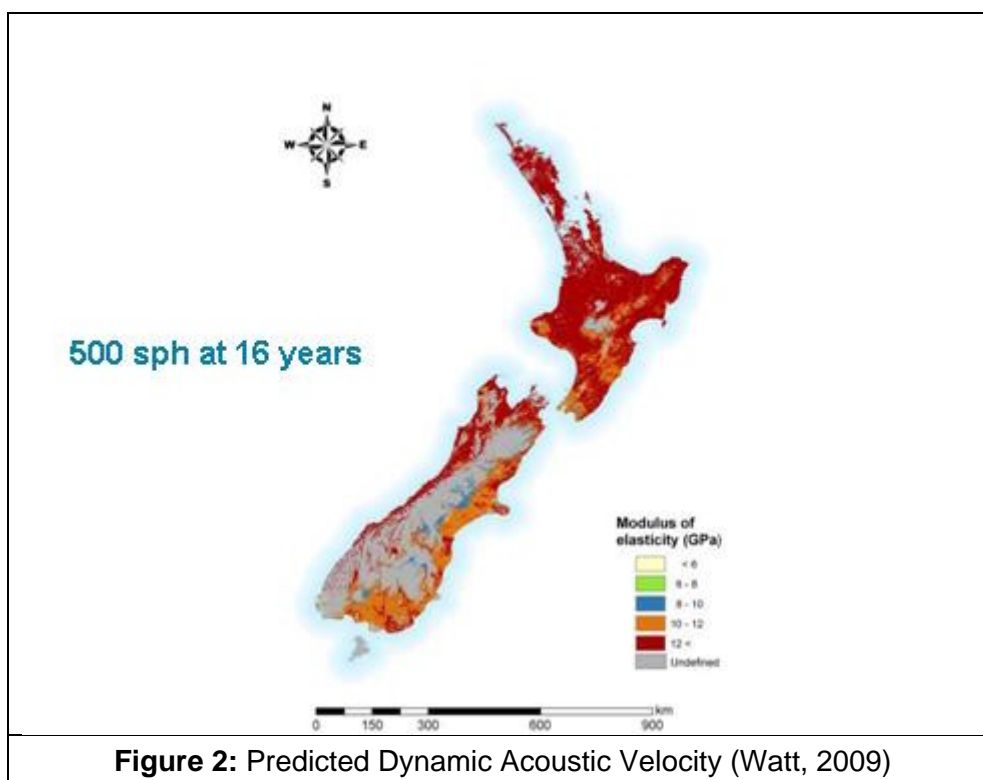 N
W E
S
500 sph at 16 years
Modulus of
elasticity (GPa)
< 6
6 - 8
8 - 10
10 - 12
12 <
Undefined
km
0 150 300 600 900
Figure 2: Predicted Dynamic Acoustic Velocity (Watt, 2009)